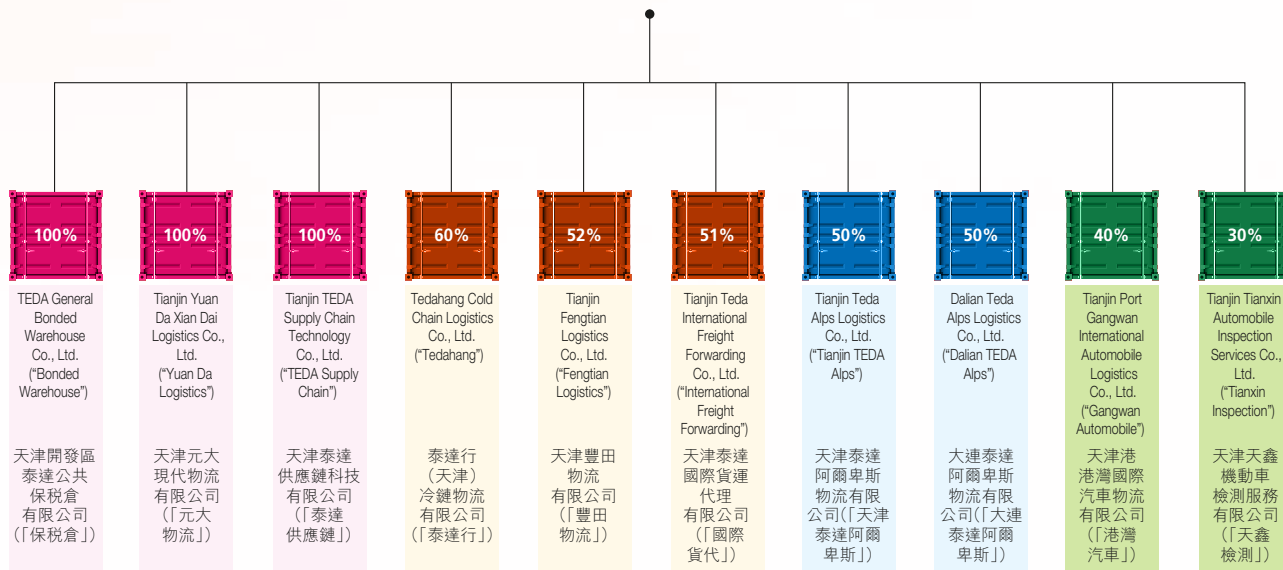 100%
TEDA General
Bonded
Warehouse
Co., Ltd.
(“Bonded
Warehouse”)
天津開發區
泰達公共
保稅倉
有限公司
(「保稅倉」)
100%
Tianjin Yuan
Da Xian Dai
Logistics Co.,
Ltd.
(“Yuan Da
Logistics”)
天津元大
現代物流
有限公司
(「元大
物流」)
100%
Tianjin TEDA
Supply Chain
Technology
Co., Ltd.
(“TEDA Supply
Chain”)
天津泰達
供應鏈科技
有限公司
(「泰達
供應鏈」)
60%
Tedahang Cold
Chain Logistics
Co., Ltd.
(“Tedahang”)
泰達行
(天津)
冷鏈物流
有限公司
(「泰達行」)
52%
Tianjin
Fengtian
Logistics
Co., Ltd.
(“Fengtian
Logistics”)
天津豐田
物流
有限公司
(「豐田
物流」)
51%
Tianjin Teda
International
Freight
Forwarding
Co., Ltd.
(“International
Freight
Forwarding”)
天津泰達
國際貨運
代理
有限公司
(「國際
貨代」)
50%
Tianjin Teda
Alps Logistics
Co., Ltd.
(“Tianjin TEDA
Alps”)
天津泰達
阿爾卑斯
物流有限
公司(「天津
泰達阿爾
卑斯」)
50%
Dalian Teda
Alps Logistics
Co., Ltd.
(“Dalian TEDA
Alps”)
大連泰達
阿爾卑斯
物流有限
公司(「大連
泰達阿爾
卑斯」)
40%
Tianjin Port
Gangwan
International
Automobile
Logistics
Co., Ltd.
(“Gangwan
Automobile”)
天津港
港灣國際
汽車物流
有限公司
(「港灣
汽車」)
30%
Tianjin Tianxin
Automobile
Inspection
Services Co.,
Ltd.
(“Tianxin
Inspection”)
天津天鑫
機動車
檢測服務
有限公司
(「天鑫
檢測」)